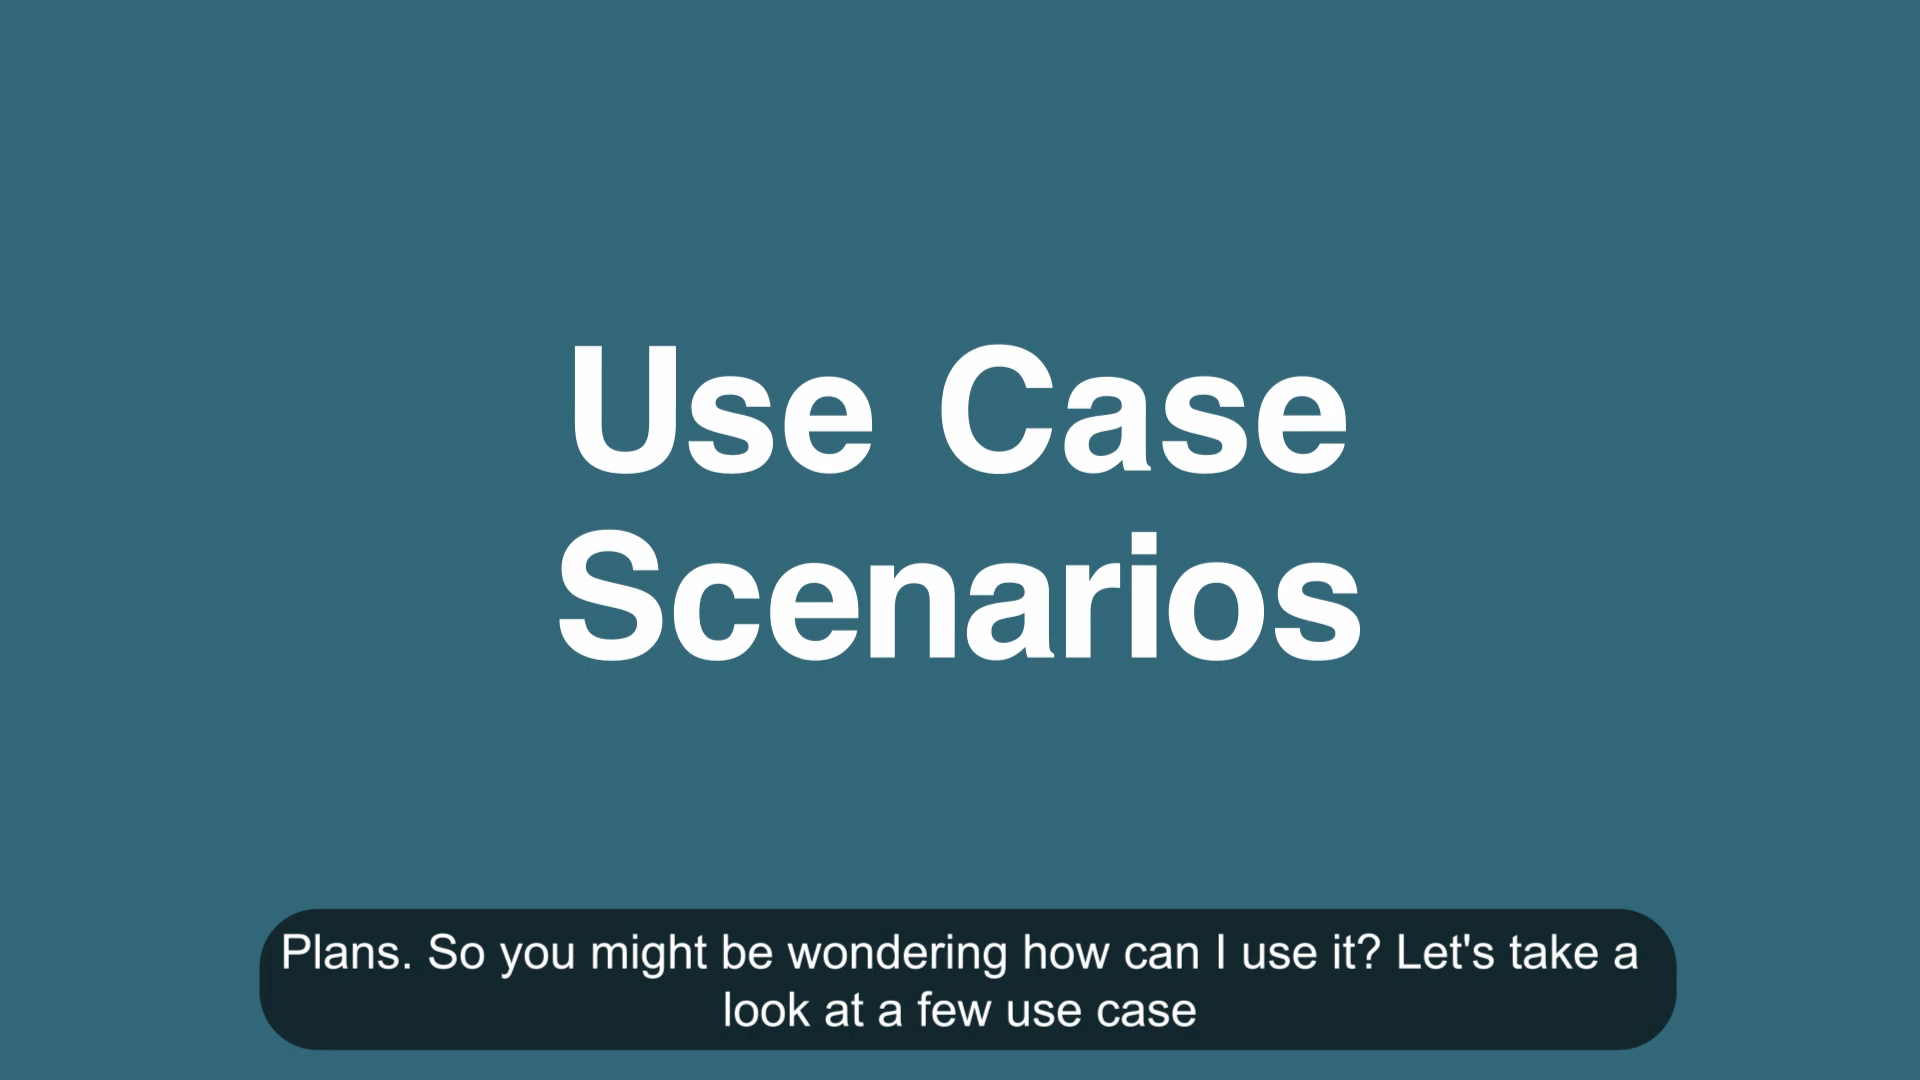 Use Case
Scenarios
Plans. So you might be wondering how can I use it? Let's take a
look at a few use case